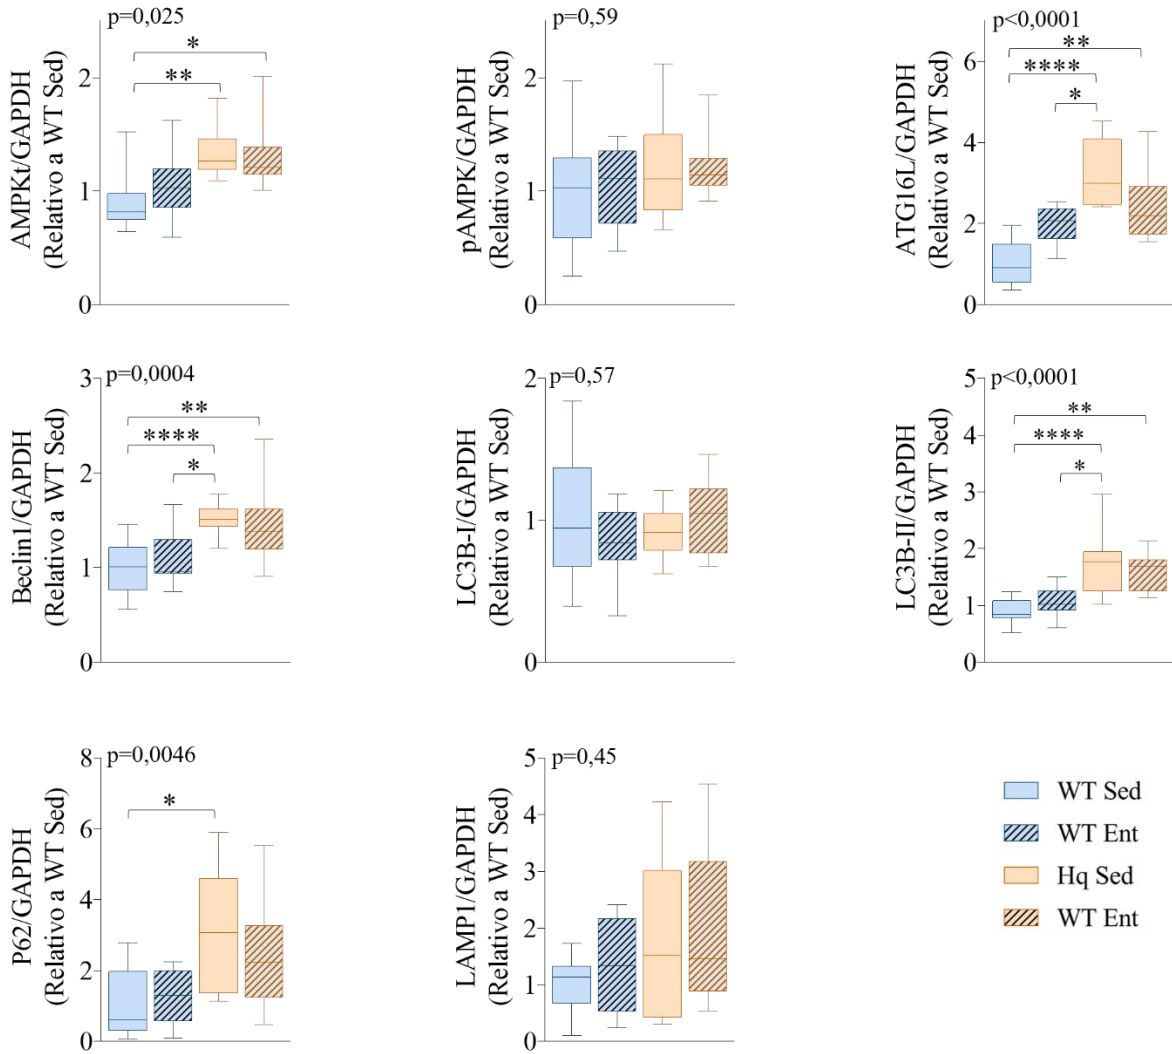 p=0,025
AMPKt/GAPDH
(Relativo a WT Sed)
2
1
0
*
**
p=0,59
pAMPK/GAPDH
(Relativo a WT Sed)
2
1
0
p<0,0001
ATG16L/GAPDH
(Relativo a WT Sed)
6
4
2
0
**
****
*
p=0,0004
Beclin1/GAPDH
(Relativo a WT Sed)
3
2
1
0
**
****
*
p=0,57
LC3B-I/GAPDH
(Relativo a WT Sed)
2
1
0
p<0,0001
LC3B-II/GAPDH
(Relativo a WT Sed)
5
4
3
2
1
0
**
****
*
p=0,0046
P62/GAPDH
(Relativo a WT Sed)
8
6
4
2
0
*
p=0,45
LAMP1/GAPDH
(Relativo a WT Sed)
5
4
3
2
1
0
WT Sed
WT Ent
Hq Sed
WT Ent